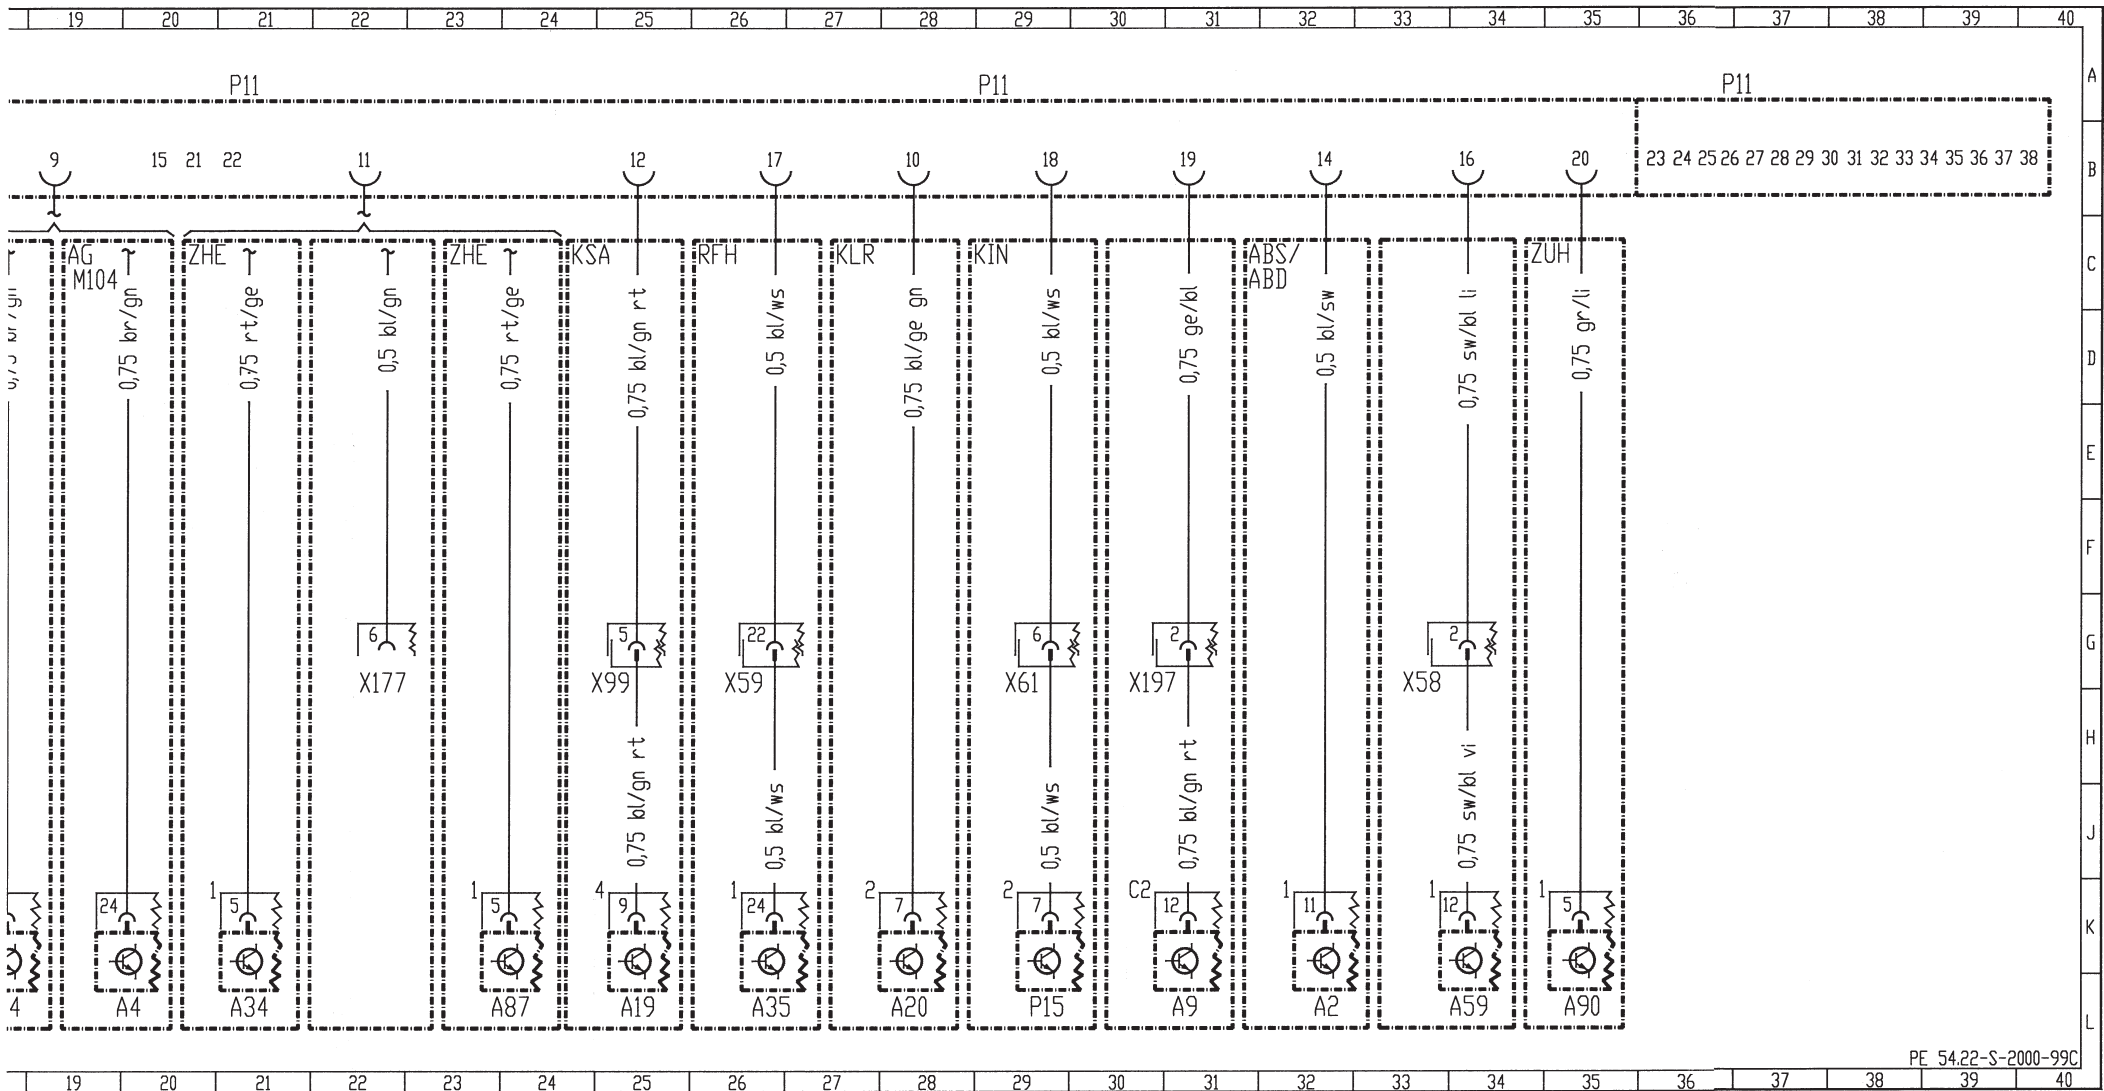 19 20 21 22 23 24 25 26 27 28 29 30 31 32 33 34 35 36 37 38 39 40
P11 P11 P11
A
9 15 21 22 11 12 17 10 18 19 14 16 20 23 24 25 26 27 28 29 30 31 32 33 34 35 36 37 38
B
AG ZHE ZHE KSA RFH KLR KIN ABS/ ZUH
M104 ABD
C
0,75 br/gn
0,75 rt/ge
0,5 bl/gn
0,75 rt/ge
0,75 bl/gn rt
0,5 bl/ws
0,75 bl/ge gn
0,5 bl/ws
0,75 ge/bl
0,5 bl/sw
0,75 sw/bl li
0,75 gr/li
D
E
F
6 5 22 6 2 2
G
X177 X99 X59 X61 X197 X58
H
0,75 bl/gn rt
0,5 bl/ws
0,5 bl/ws
0,75 bl/gn rt
0,75 sw/bl vi
J
1 1 4 1 2 2 C2 1 1 1
24 5 5 9 24 7 7 12 11 12 5
K
4 A4 A34 A87 A19 A35 A20 P15 A9 A2 A59 A90
L
PE 54.22-S-2000-99C
19 20 21 22 23 24 25 26 27 28 29 30 31 32 33 34 35 36 37 38 39 40